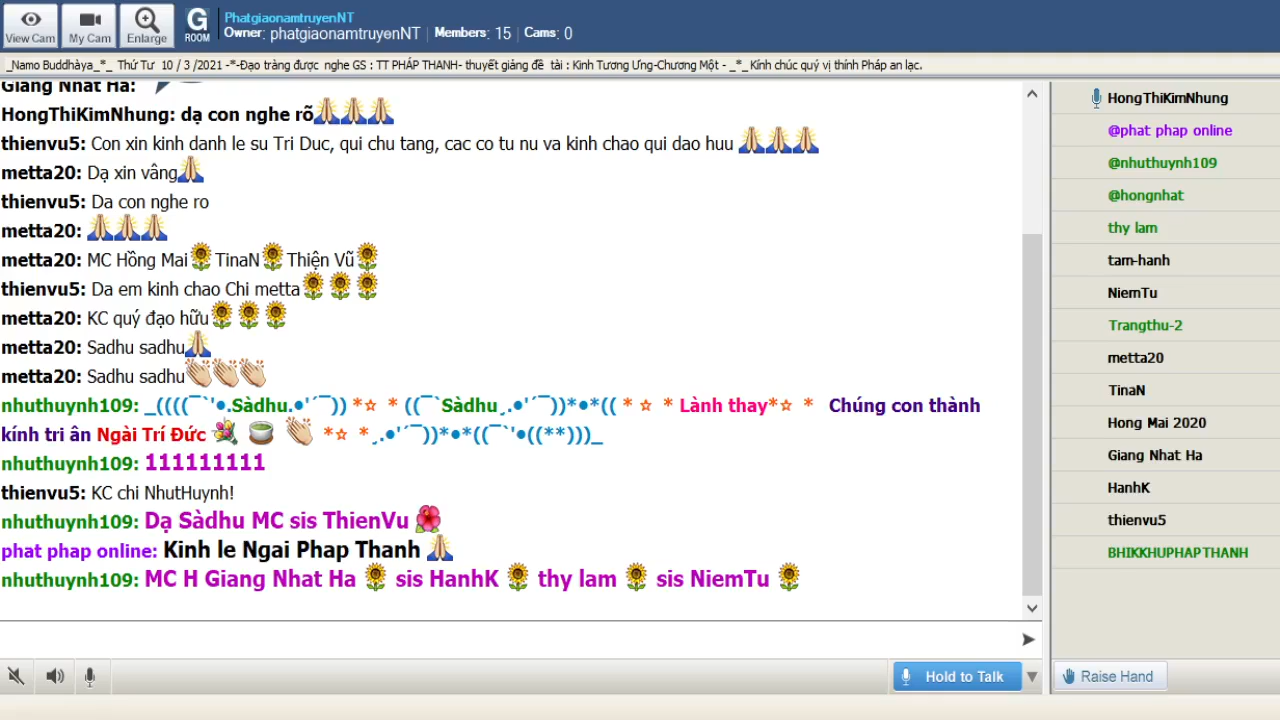 View Cam
My Cam
Enlarge
G
ROOM
PhatgiaonamtruyenNT
Owner: phatgiaonamtruyenNT | Members: 15 | Cams: 0
_Namo Buddhàya_*_ Thứ Tư 10 / 3 /2021 -*-Đạo tràng được nghe GS : TT PHÁP THANH- thuyết giảng đề tài : Kinh Tương Ưng-Chương Một - _*_Kính chúc quý vị thính Pháp an lạc.
Giang Nhat Ha:
HongThiKimNhung: dạ con nghe rõ🙏🙏🙏
thienvu5: Con xin kinh danh le su Tri Duc, qui chu tang, cac co tu nu va kinh chao qui dao huu 🙏🙏🙏
metta20: Dạ xin vâng🙏
thienvu5: Da con nghe ro
metta20: 🙏🙏🙏
metta20: MC Hồng Mai🌻TinaN🌻Thiện Vũ🌻
thienvu5: Da em kinh chao Chi metta🌻🌻🌻
metta20: KC quý đạo hữu🌻🌻🌻
metta20: Sadhu sadhu🙏
metta20: Sadhu sadhu👏👏👏
nhuthuynh109: _((((¯`'•.Sàdhu.•'´¯)) *☆ * ((¯`Sàdhu¸.•'´¯))*•*(( * ☆ * Lành thay*☆ * Chúng con thành
kính tri ân Ngài Trí Đức 💐 🍵 👏 *☆ *¸.•'´¯))*•*((¯`'•((**)))_
nhuthuynh109: 111111111
thienvu5: KC chi NhutHuynh!
nhuthuynh109: Dạ Sàdhu MC sis ThienVu 🌺
phat phap online: Kinh le Ngai Phap Thanh 🙏
nhuthuynh109: MC H Giang Nhat Ha 🌻 sis HanhK 🌻 thy lam 🌻 sis NiemTu 🌻
Hold to Talk
HongThiKimNhung
@phat phap online
@nhuthuynh109
@hongnhat
thy lam
tam-hanh
NiemTu
Trangthu-2
metta20
TinaN
Hong Mai 2020
Giang Nhat Ha
HanhK
thienvu5
BHIKKHUPHAPTHANH
Raise Hand